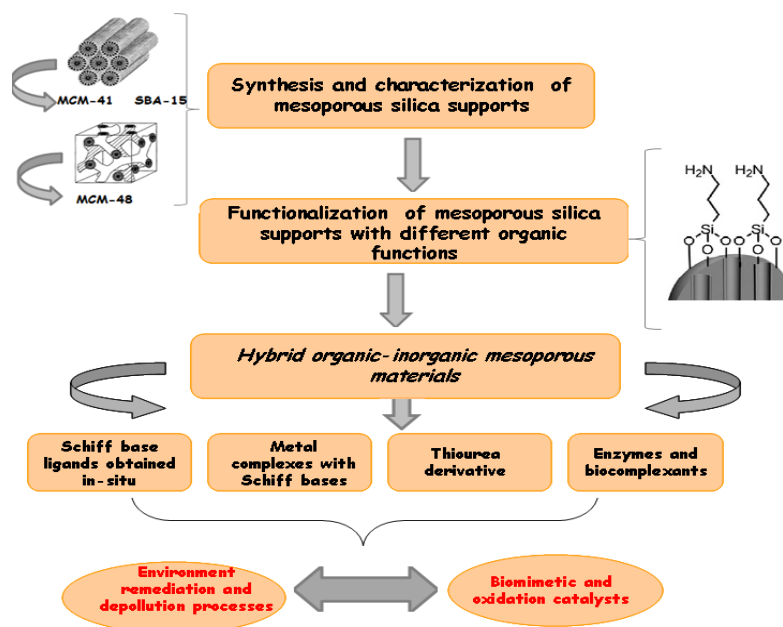 MCM-41 SBA-15
MCM-48
Synthesis and characterization of
mesoporous silica supports
Functionalization of mesoporous silica
supports with different organic
functions
H₂N H₂N
Si Si
O O O O O O
Hybrid organic-inorganic mesoporous
materials
Schiff base
ligands obtained
in-situ
Metal
complexes with
Schiff bases
Thiourea
derivative
Enzymes and
biocomplexants
Environment
remediation and
depollution processes
Biomimetic and
oxidation catalysts